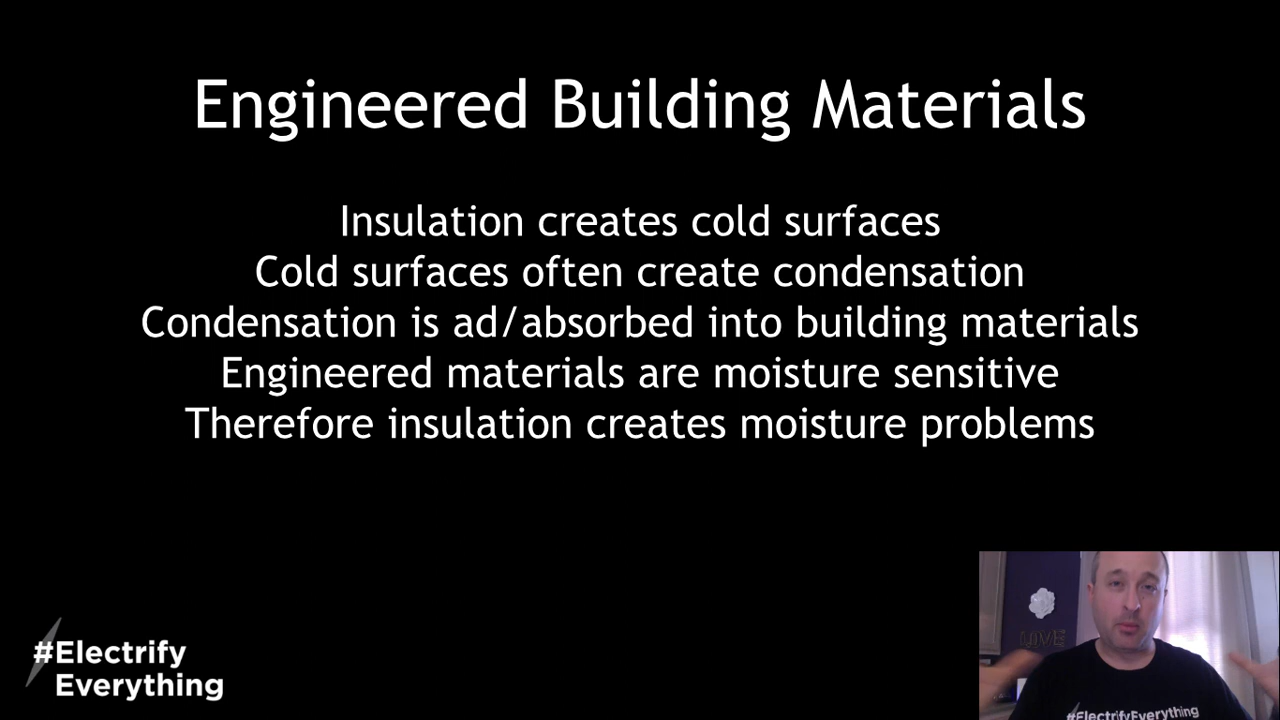 Engineered Building Materials
Insulation creates cold surfaces
Cold surfaces often create condensation
Condensation is ad/absorbed into building materials
Engineered materials are moisture sensitive
Therefore insulation creates moisture problems
#Electrify
Everything
LOVE
#ElectrifyEverything